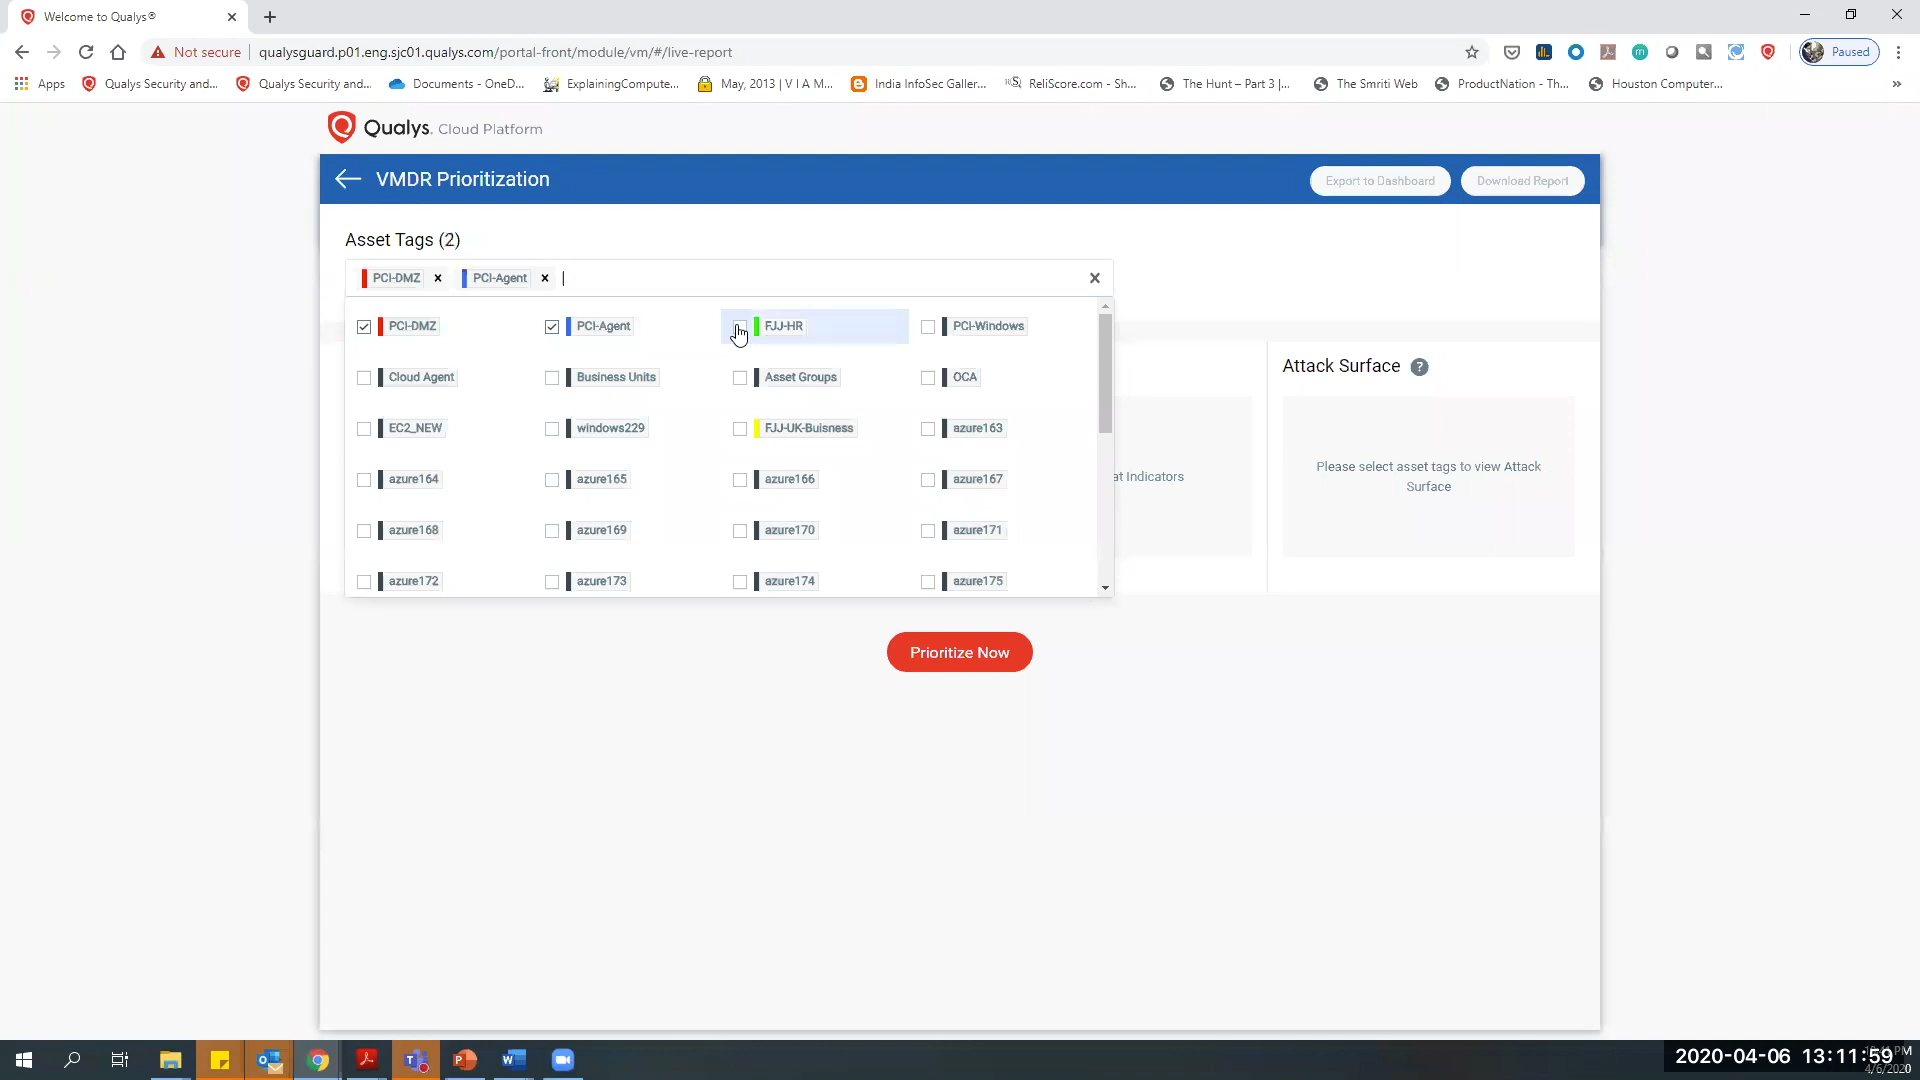 Welcome to Qualys®
Not secure qualysguard.p01.eng.sjc01.qualys.com/portal-front/module/vm/#/live-report
Paused
Apps Qualys Security and... Qualys Security and... Documents - OneD... ExplainingCompute... May, 2013 | V I A M... India InfoSec Galler... ReliScore.com - Sh... The Hunt – Part 3 |... The Smriti Web ProductNation - Th... Houston Computer...
Qualys. Cloud Platform
VMDR Prioritization
Export to Dashboard Download Report
Asset Tags (2)
PCI-DMZ PCI-Agent
PCI-DMZ PCI-Agent FJJ-HR PCI-Windows
Attack Surface ?
Cloud Agent Business Units Asset Groups OCA
EC2_NEW windows229 FJJ-UK-Buisness azure163
at Indicators
Please select asset tags to view Attack
Surface
azure164 azure165 azure166 azure167
azure168 azure169 azure170 azure171
azure172 azure173 azure174 azure175
Prioritize Now
2020-04-06 13:11:59
4/6/2020